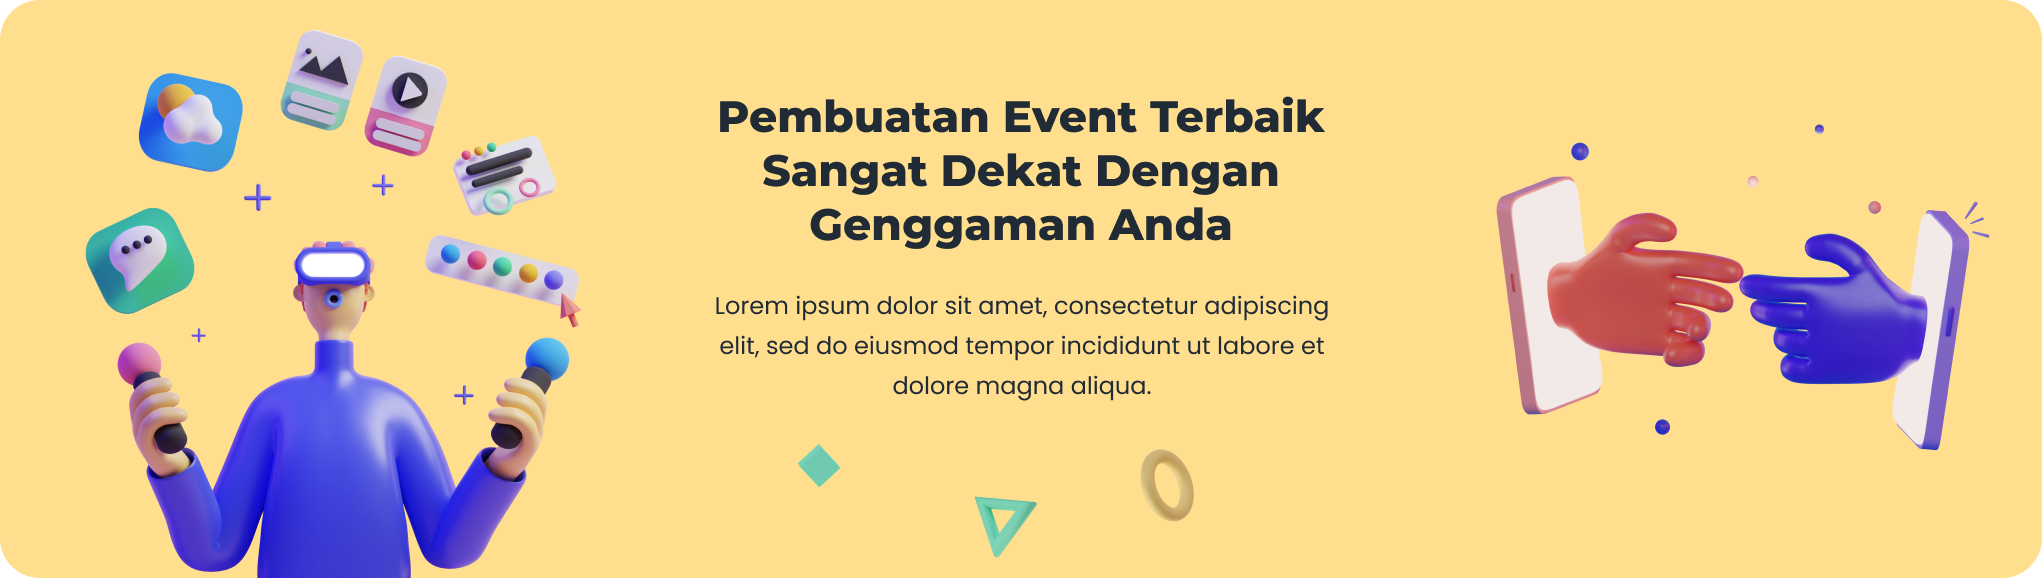 Pembuatan Event Terbaik
Sangat Dekat Dengan
Genggaman Anda
Lorem ipsum dolor sit amet, consectetur adipiscing
elit, sed do eiusmod tempor incididunt ut labore et
dolore magna aliqua.